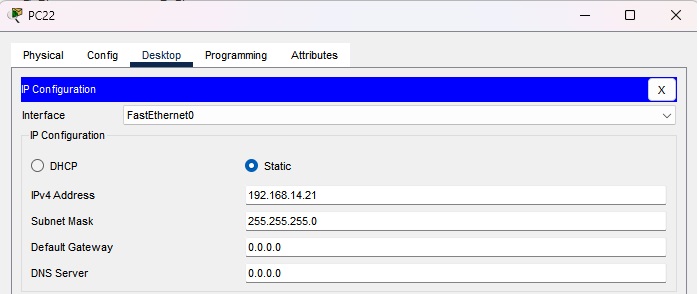 PC22
Physical Config Desktop Programming Attributes
IP Configuration X
Interface FastEthernet0
IP Configuration
DHCP Static
IPv4 Address 192.168.14.21
Subnet Mask 255.255.255.0
Default Gateway 0.0.0.0
DNS Server 0.0.0.0